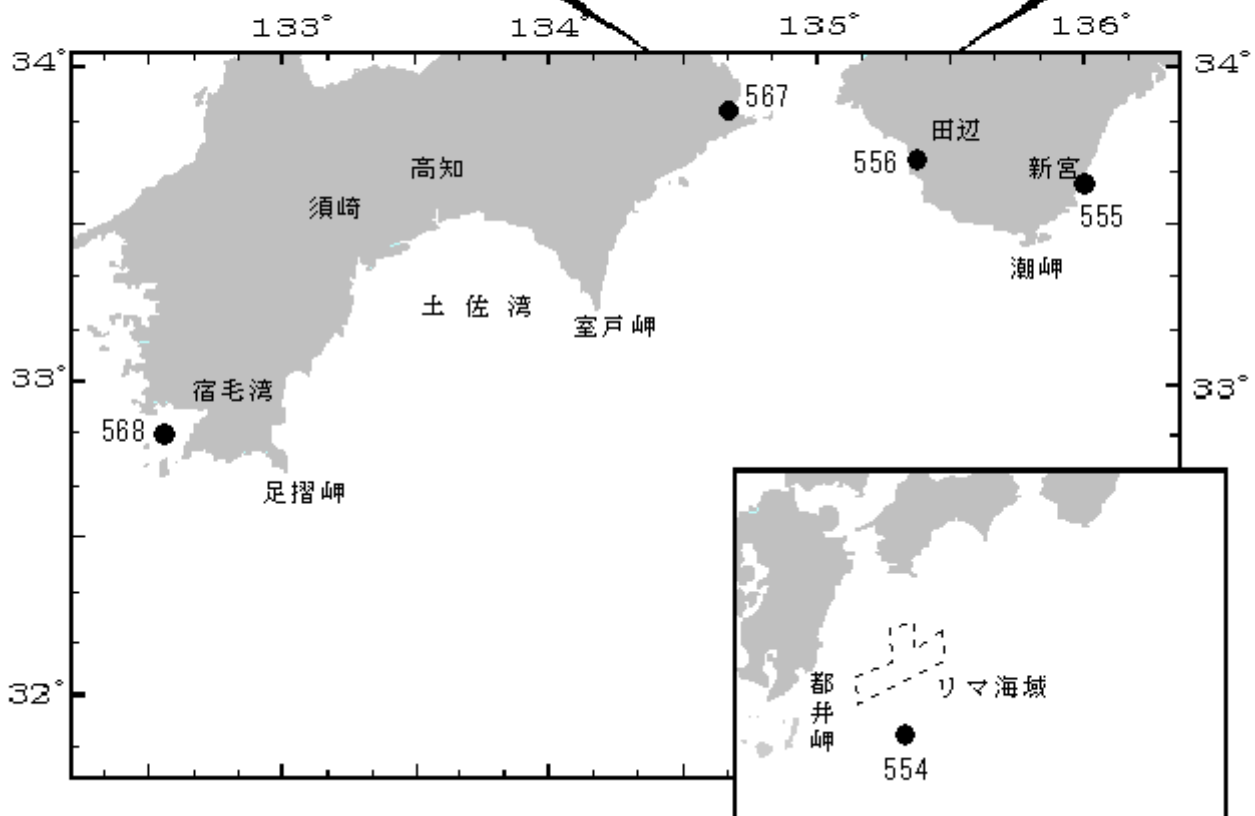 133°
134°
135°
136°
34°
34°
567
田辺
556
高知
新宮
須崎
555
潮岬
土佐湾
室戸岬
33°
33°
宿毛湾
568
足摺岬
32°
都井岬
リマ海域
554